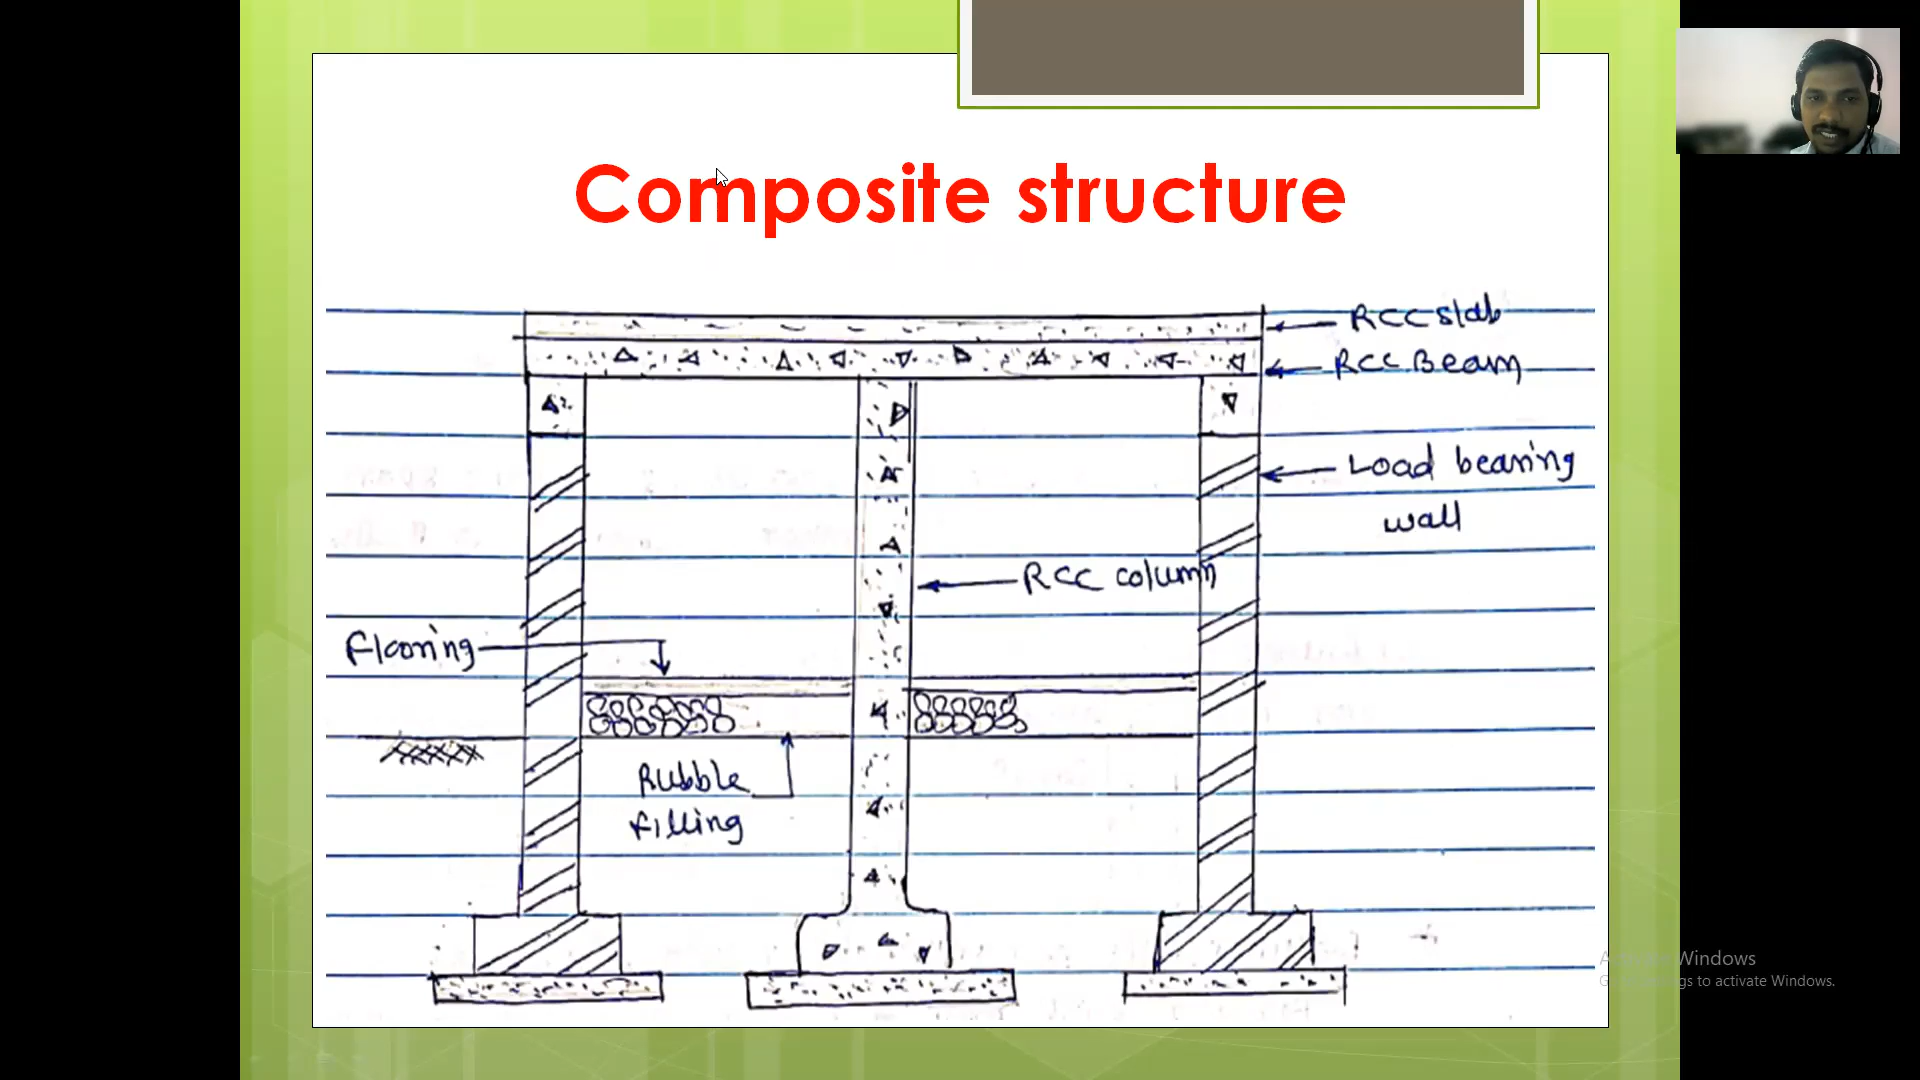 Composite structure
RCC slab
RCC Beam
Load bearing
wall
RCC column
Flooring
Rubble
filling
Windows
gs to activate Windows.